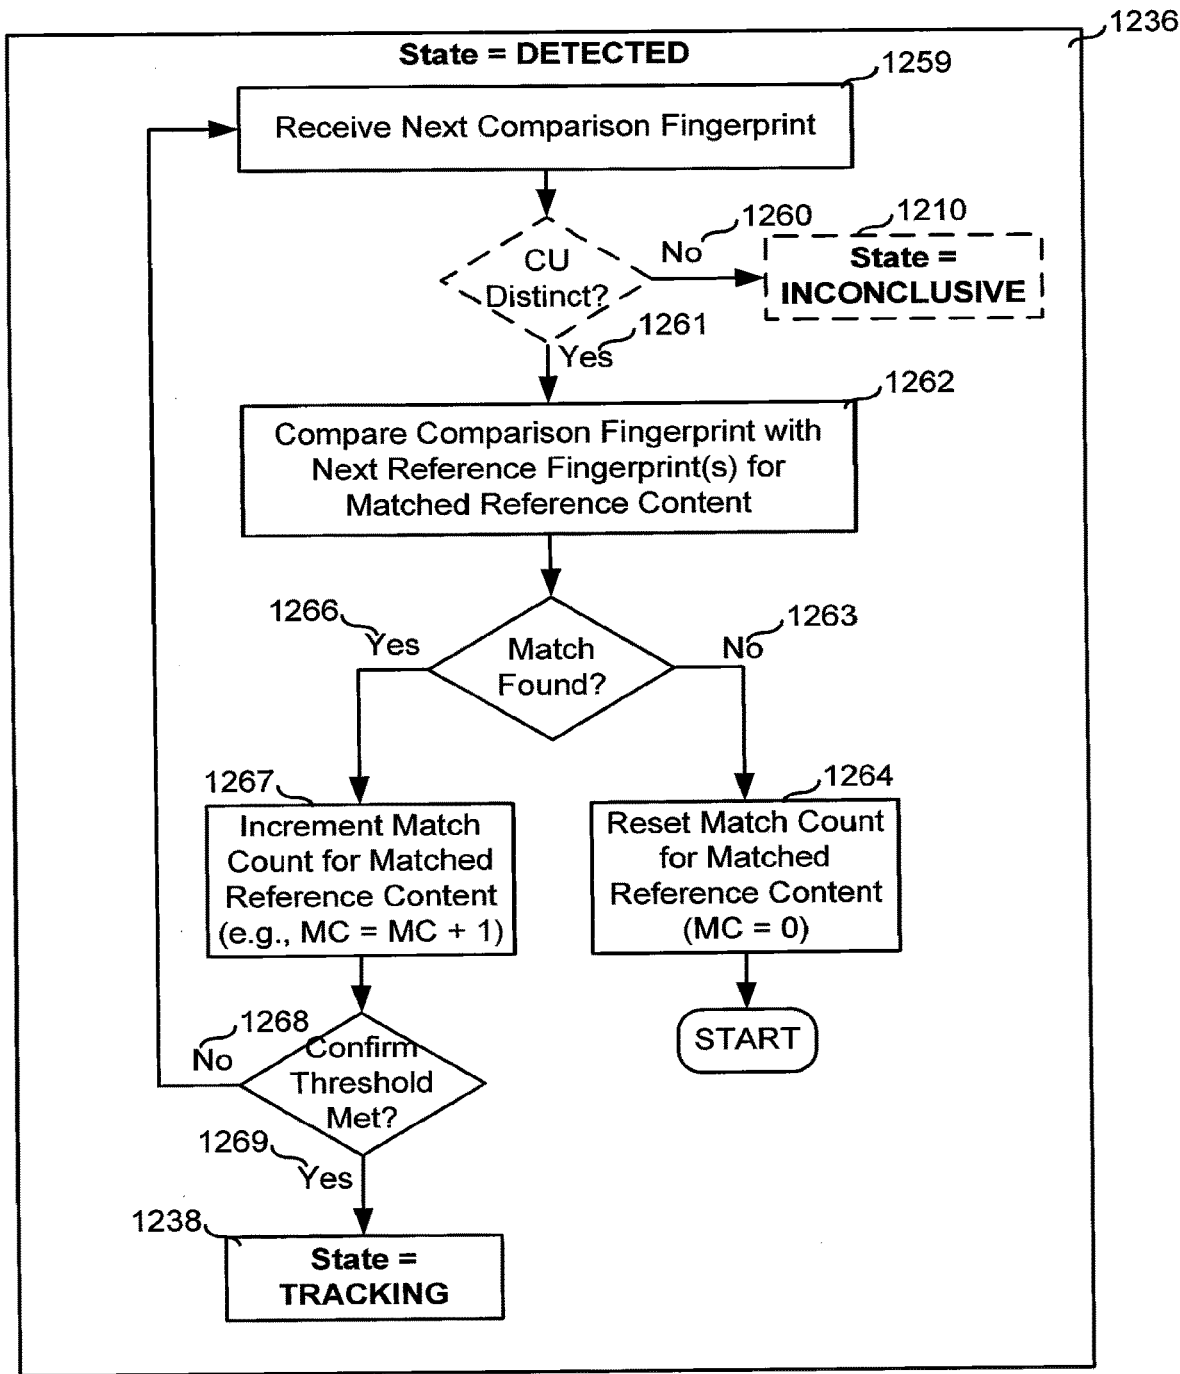 1236
State = DETECTED
1259
Receive Next Comparison Fingerprint
CU
Distinct?
1260
No
1210
State =
INCONCLUSIVE
1261
Yes
1262
Compare Comparison Fingerprint with
Next Reference Fingerprint(s) for
Matched Reference Content
1266
Yes
Match
Found?
1263
No
1267
Increment Match
Count for Matched
Reference Content
(e.g., MC = MC + 1)
1264
Reset Match Count
for Matched
Reference Content
(MC = 0)
START
1268
No
Confirm
Threshold
Met?
1269
Yes
1238
State =
TRACKING